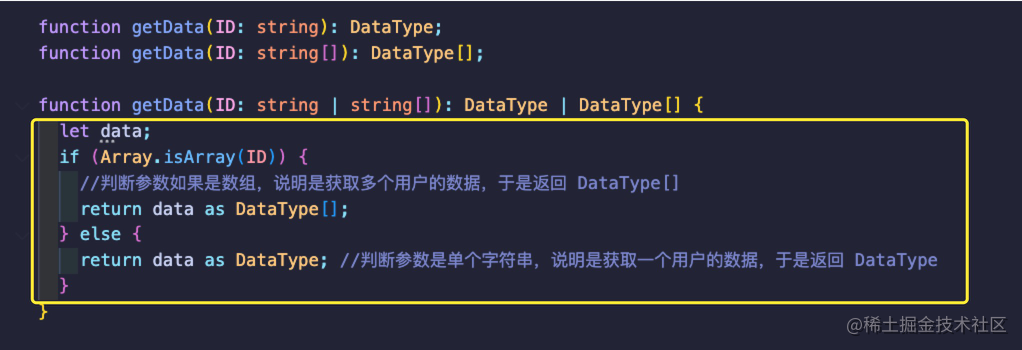 function getData(ID: string): DataType;
function getData(ID: string[]): DataType[];
function getData(ID: string | string[]): DataType | DataType[] {
let data;
if (Array.isArray(ID)) {
//判断参数如果是数组，说明是获取多个用户的数据，于是返回 DataType[]
return data as DataType[];
} else {
return data as DataType; //判断参数是单个字符串，说明是获取一个用户的数据，于是返回 DataType
}
}
@稀土掘金技术社区